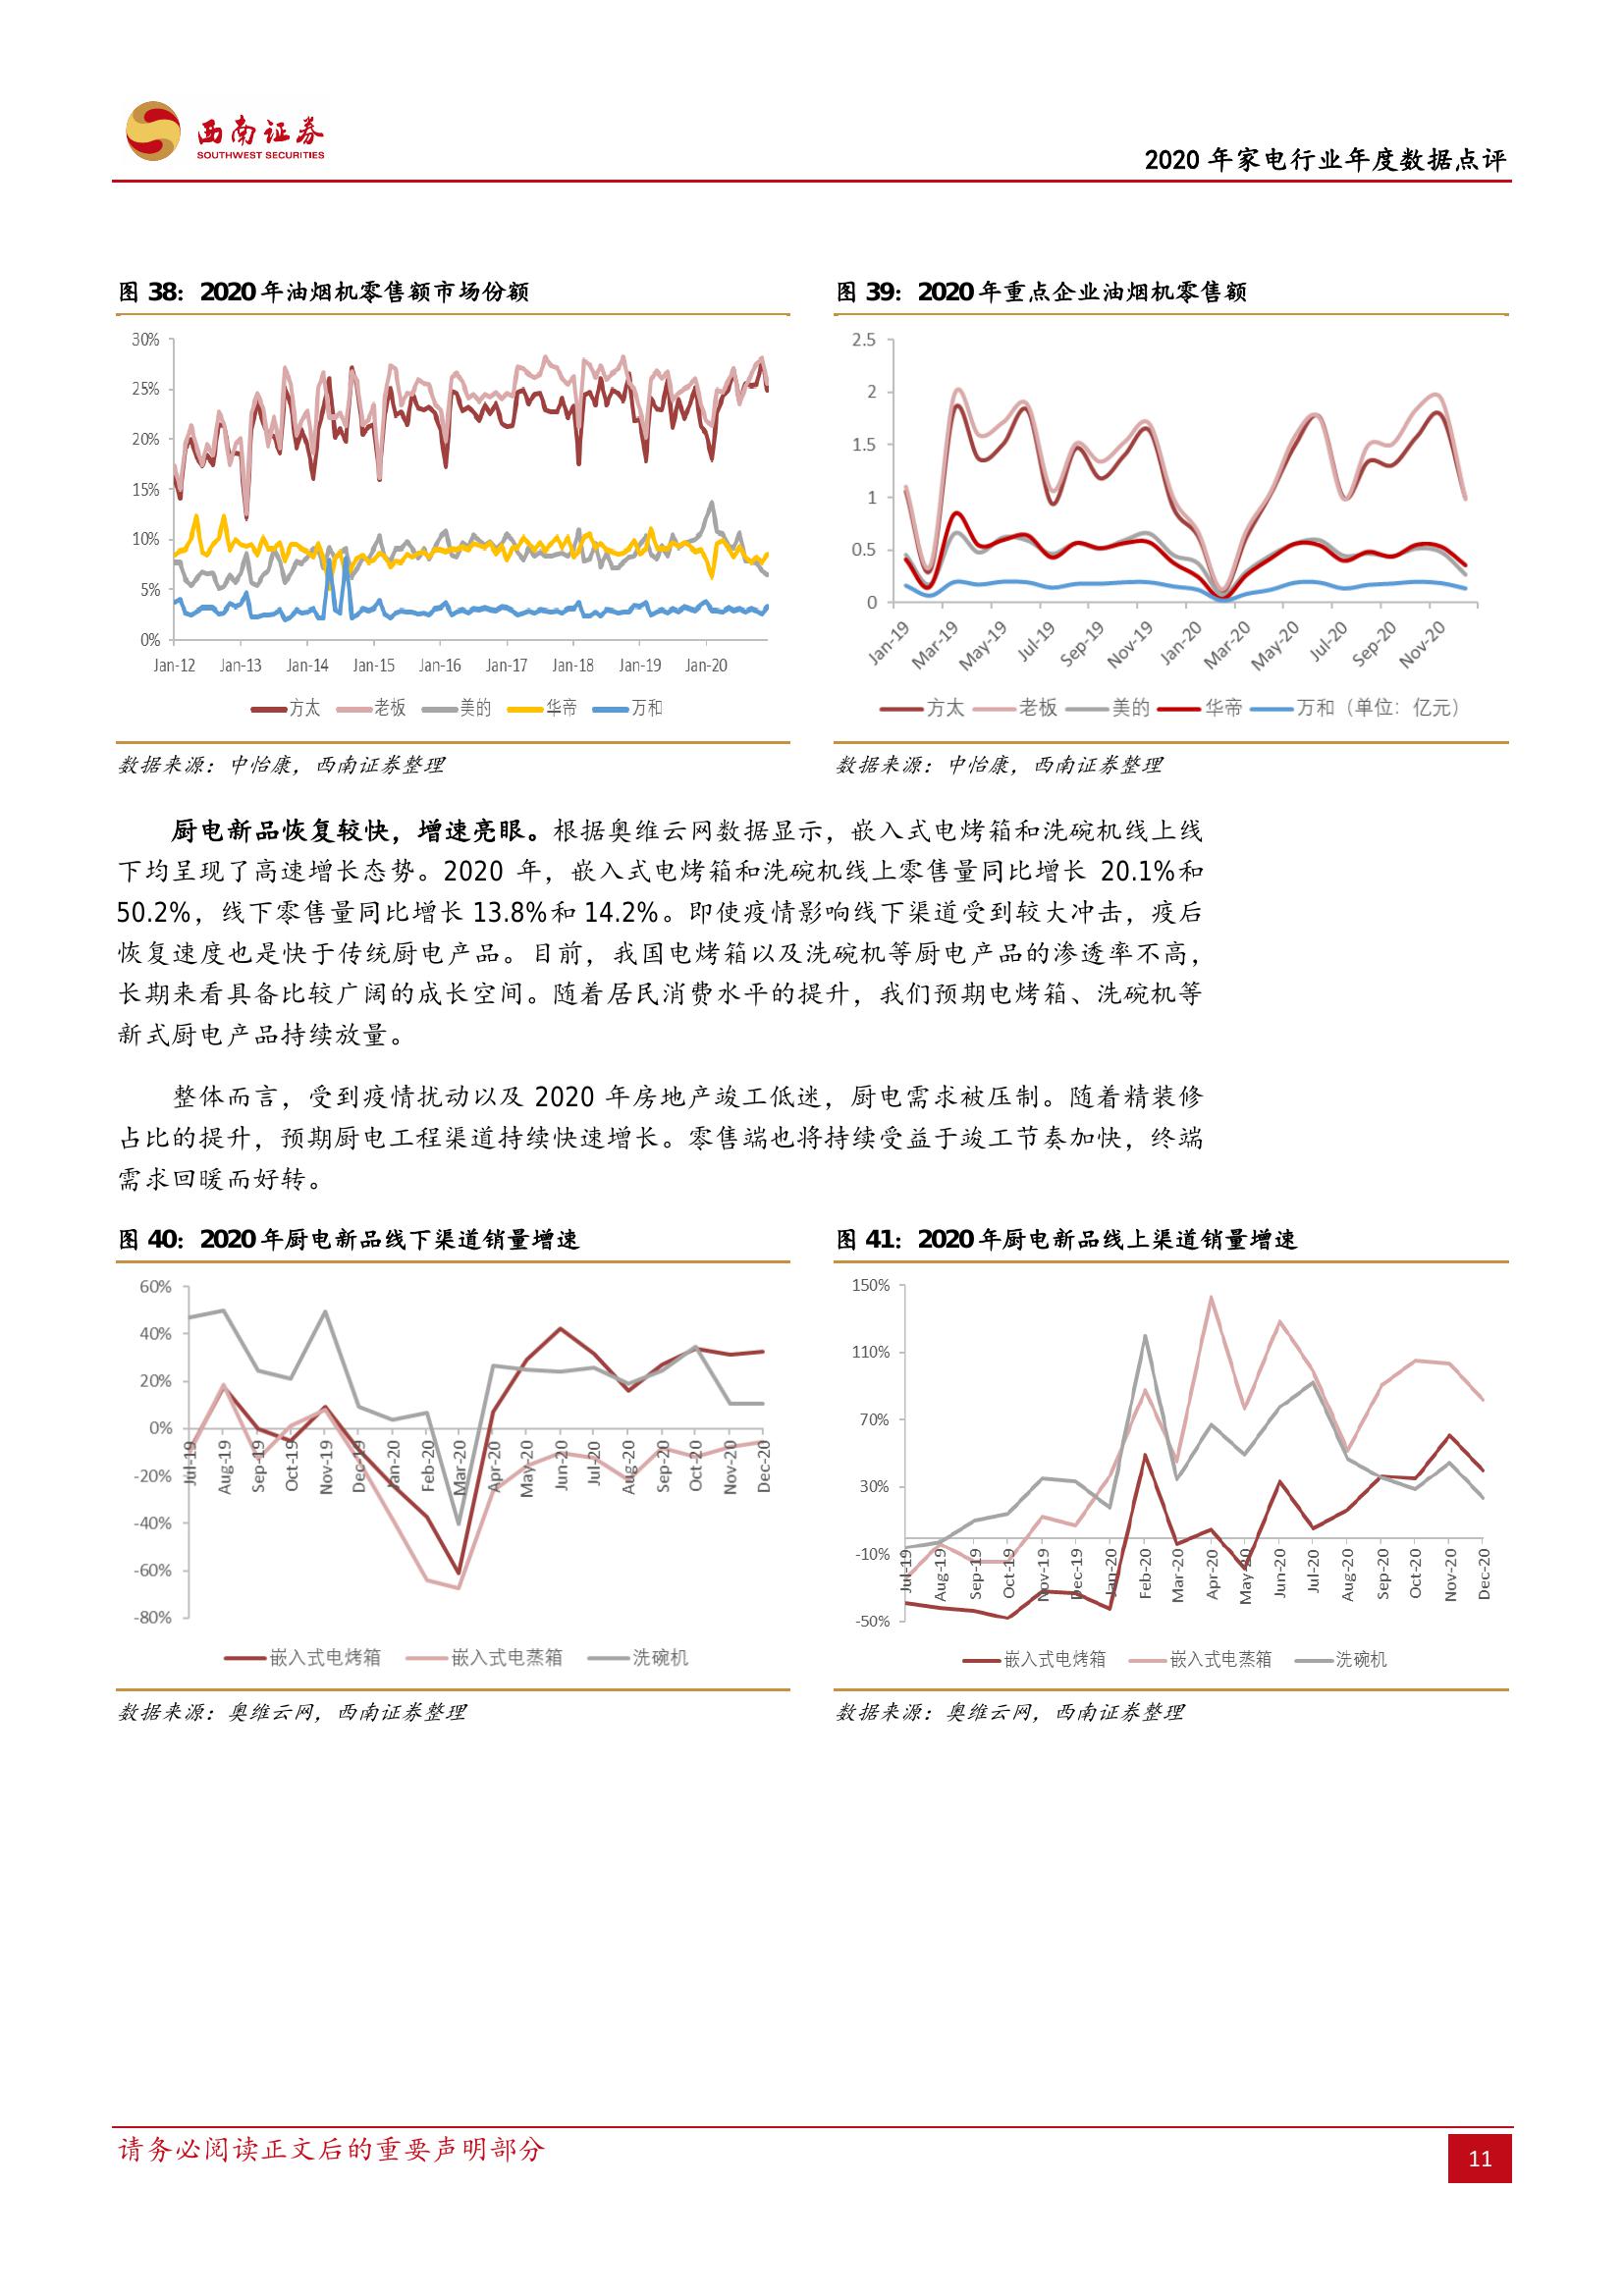 西南证券
SOUTHWEST SECURITIES
2020 年家电行业年度数据点评
图 38：2020 年油烟机零售额市场份额
30%
25%
20%
15%
10%
5%
0%
Jan-12 Jan-13 Jan-14 Jan-15 Jan-16 Jan-17 Jan-18 Jan-19 Jan-20
方太 老板 美的 华帝 万和
数据来源：中怡康，西南证券整理
图 39：2020 年重点企业油烟机零售额
2.5
2
1.5
1
0.5
0
Jan-19 Mar-19 May-19 Jul-19 Sep-19 Nov-19 Jan-20 Mar-20 May-20 Jul-20 Sep-20 Nov-20
方太 老板 美的 华帝 万和（单位：亿元）
数据来源：中怡康，西南证券整理
厨电新品恢复较快，增速亮眼。根据奥维云网数据显示，嵌入式电烤箱和洗碗机线上线
下均呈现了高速增长态势。2020 年，嵌入式电烤箱和洗碗机线上零售量同比增长 20.1%和
50.2%，线下零售量同比增长 13.8%和 14.2%。即使疫情影响线下渠道受到较大冲击，疫后
恢复速度也是快于传统厨电产品。目前，我国电烤箱以及洗碗机等厨电产品的渗透率不高，
长期来看具备比较广阔的成长空间。随着居民消费水平的提升，我们预期电烤箱、洗碗机等
新式厨电产品持续放量。
整体而言，受到疫情扰动以及 2020 年房地产竣工低迷，厨电需求被压制。随着精装修
占比的提升，预期厨电工程渠道持续快速增长。零售端也将持续受益于竣工节奏加快，终端
需求回暖而好转。
图 40：2020 年厨电新品线下渠道销量增速
60%
40%
20%
0%
-20%
-40%
-60%
-80%
Jul-19 Aug-19 Sep-19 Oct-19 Nov-19 Dec-19 Jan-20 Feb-20 Mar-20 Apr-20 May-20 Jun-20 Jul-20 Aug-20 Sep-20 Oct-20 Nov-20 Dec-20
嵌入式电烤箱 嵌入式电蒸箱 洗碗机
数据来源：奥维云网，西南证券整理
图 41：2020 年厨电新品线上渠道销量增速
150%
110%
70%
30%
-10%
-50%
Jul-19 Aug-19 Sep-19 Oct-19 Nov-19 Dec-19 Jan-20 Feb-20 Mar-20 Apr-20 May-20 Jun-20 Jul-20 Aug-20 Sep-20 Oct-20 Nov-20 Dec-20
嵌入式电烤箱 嵌入式电蒸箱 洗碗机
数据来源：奥维云网，西南证券整理
请务必阅读正文后的重要声明部分
11